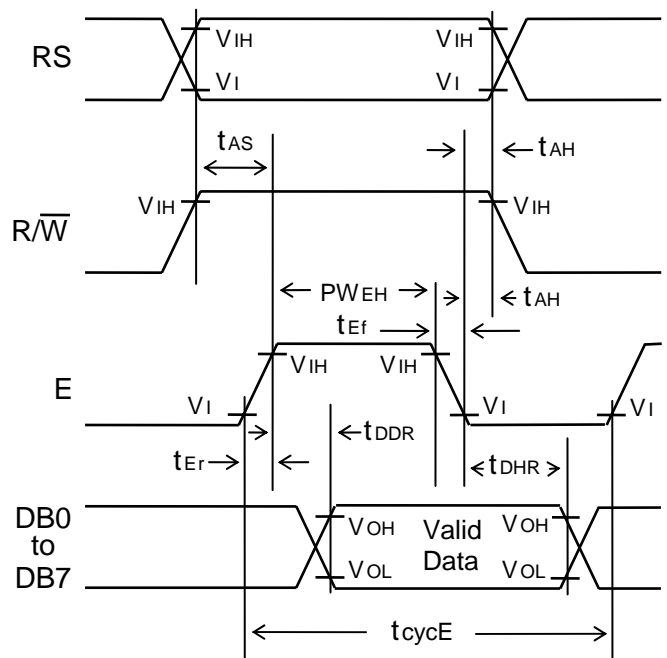 RS
VIH
VIH
VI
VI
tAS
tAH
R/W̅
VIH
VIH
PWEH
tAH
tEf
E
VIH
VIH
VI
VI
VI
tDDR
tEr
tDHR
DB0
to
DB7
VOH
Valid
Data
VOH
VOL
VOL
tcycE